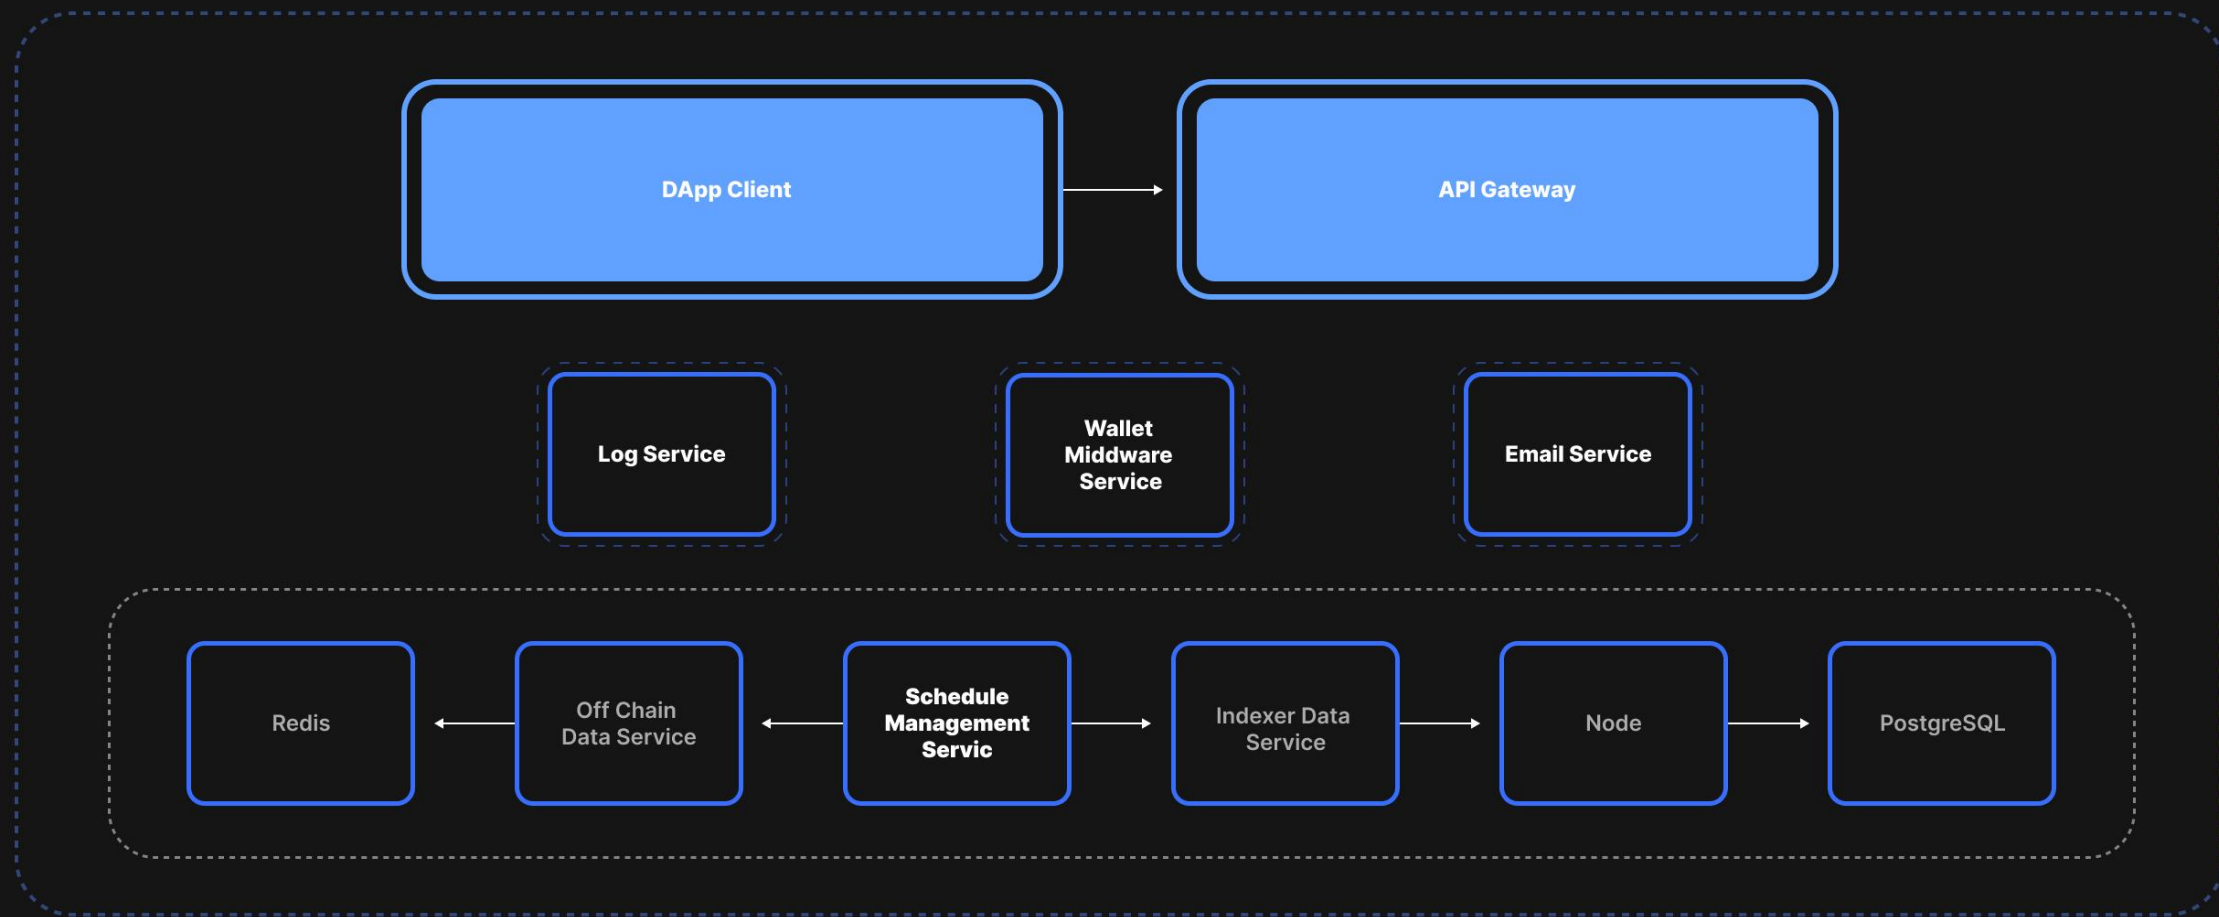 DApp Client
API Gateway
Log Service
Wallet
Middware
Service
Email Service
Redis
Off Chain
Data Service
Schedule
Management
Servic
Indexer Data
Service
Node
PostgreSQL